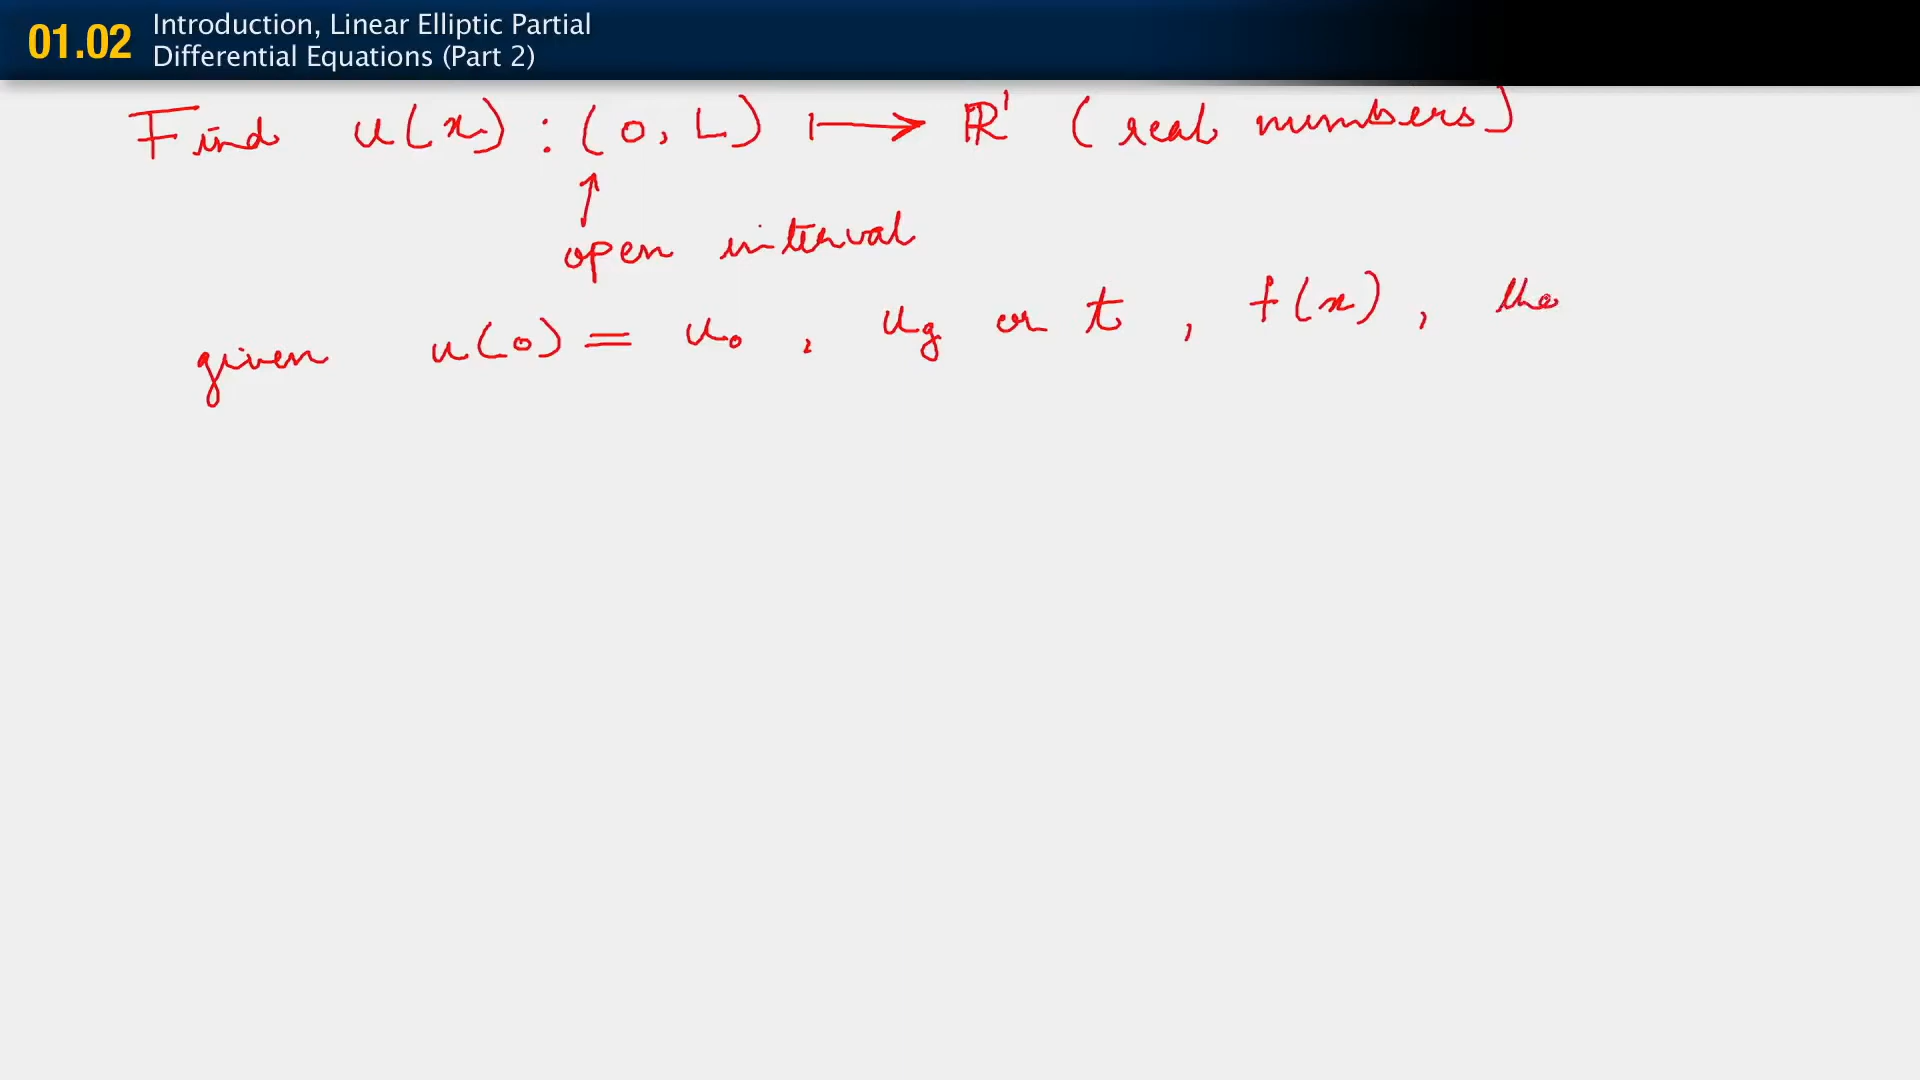 01.02
Introduction, Linear Elliptic Partial
Differential Equations (Part 2)
Find u(x) : (0, L) ↦ ℝ¹ (real numbers)
↑
open interval
given u(0) = u₀ , u_g or t , f(x) , the